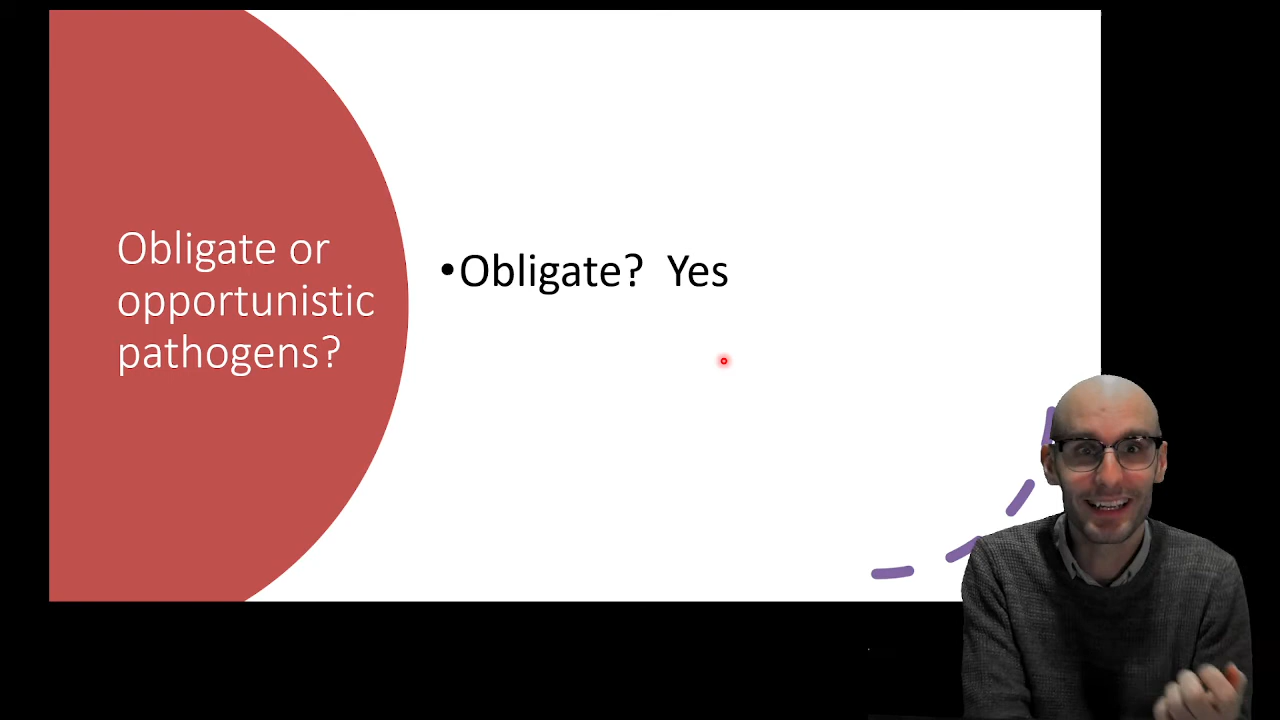 Obligate or
opportunistic
pathogens?
•Obligate?  Yes